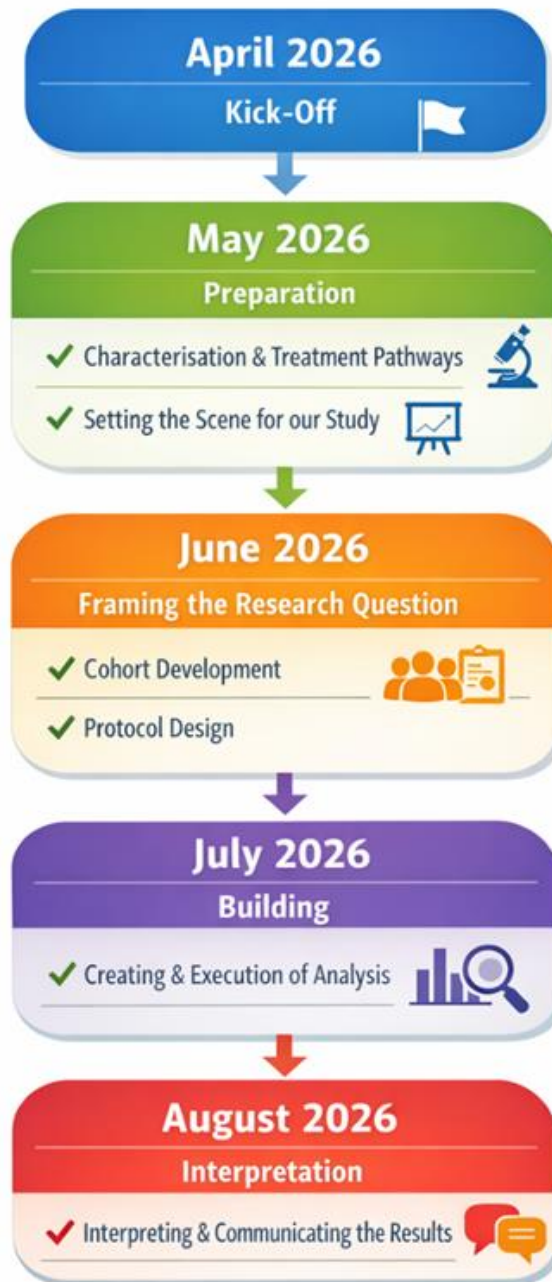 April 2026
Kick-Off
May 2026
Preparation
Characterisation & Treatment Pathways
Setting the Scene for our Study
June 2026
Framing the Research Question
Cohort Development
Protocol Design
July 2026
Building
Creating & Execution of Analysis
August 2026
Interpretation
Interpreting & Communicating the Results